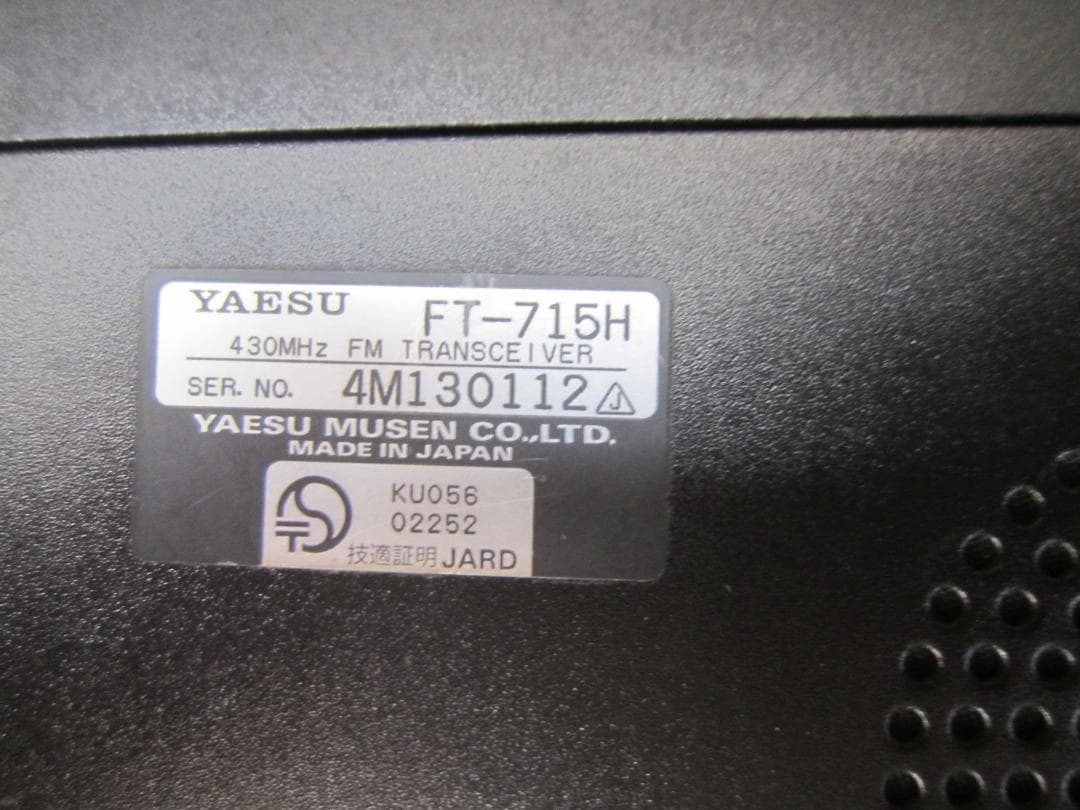 YAESU FT-715H
430MHz FM TRANSCEIVER
SER. NO. 4M130112 J
YAESU MUSEN CO.,LTD.
MADE IN JAPAN
KU056
02252
技適証明 JARD